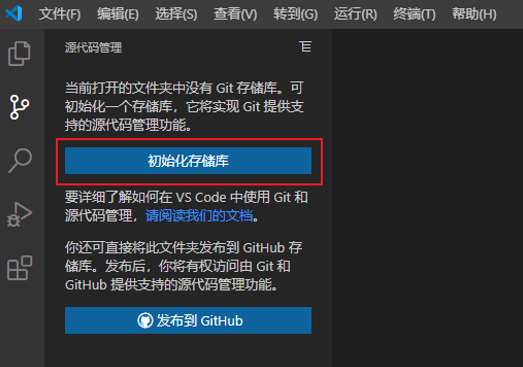 文件(F) 编辑(E) 选择(S) 查看(V) 转到(G) 运行(R) 终端(T) 帮助(H)
源代码管理
当前打开的文件夹中没有 Git 存储库。可
初始化一个存储库，它将实现 Git 提供支
持的源代码管理功能。
初始化存储库
要详细了解如何在 VS Code 中使用 Git 和
源代码管理，请阅读我们的文档。
你还可直接将此文件夹发布到 GitHub 存
储库。发布后，你将有权访问由 Git 和
GitHub 提供支持的源代码管理功能。
发布到 GitHub